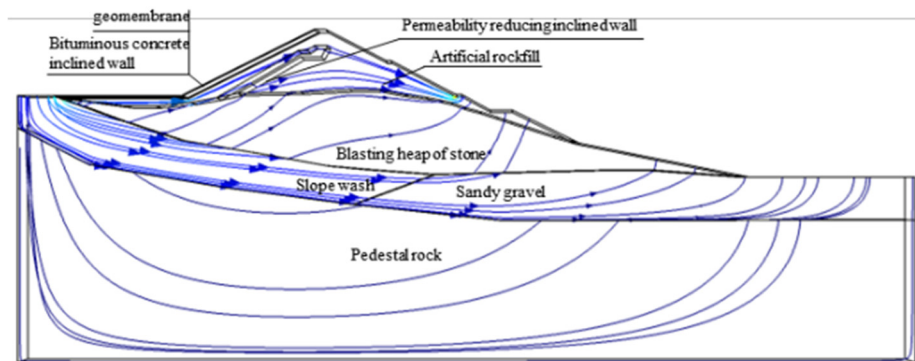 geomembrane
Bituminous concrete
inclined wall
Permeability reducing inclined wall
Artificial rockfill
Blasting heap of stone
Slope wash
Sandy gravel
Pedestal rock